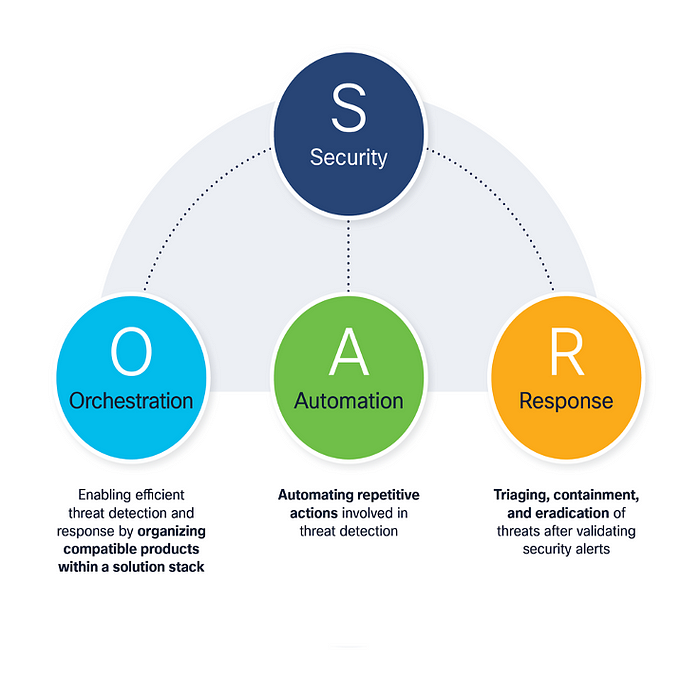 S
Security
O
Orchestration
A
Automation
R
Response
Enabling efficient
threat detection and
response by organizing
compatible products
within a solution stack
Automating repetitive
actions involved in
threat detection
Triaging, containment,
and eradication of
threats after validating
security alerts